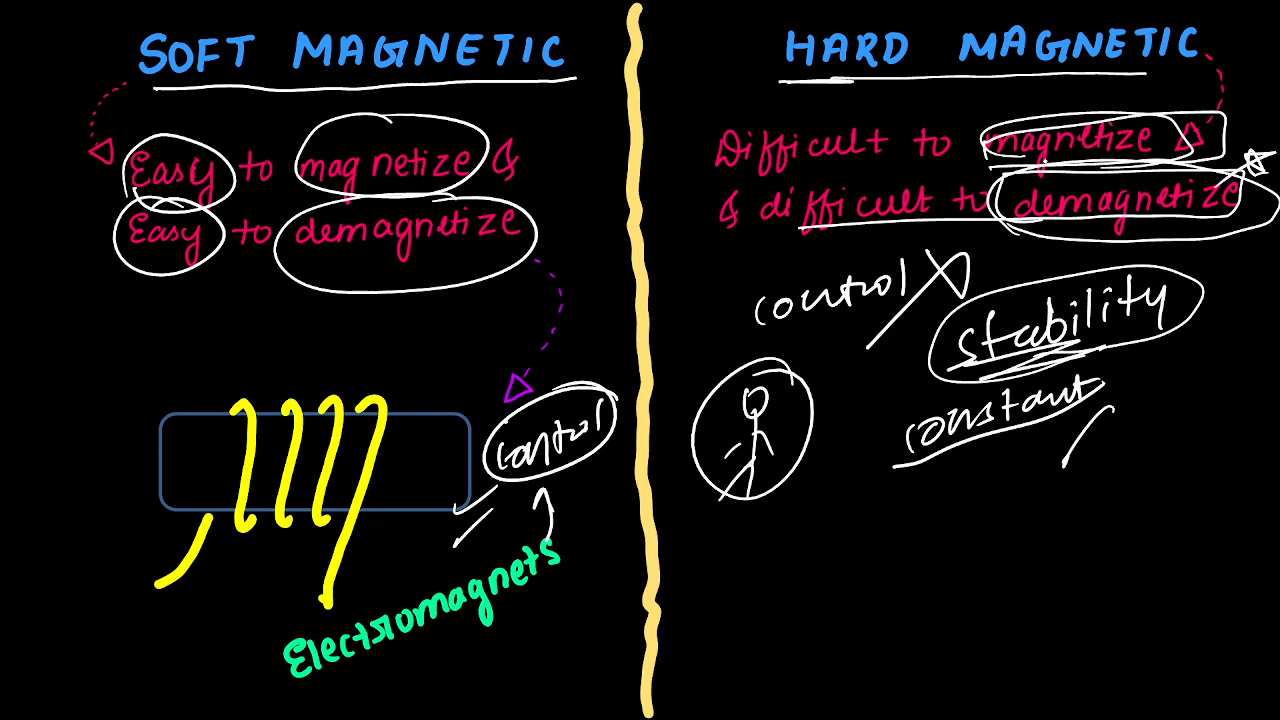 SOFT MAGNETIC
Easy to magnetize &
Easy to demagnetize
control
Electromagnets
HARD MAGNETIC
Difficult to magnetize
& difficult to demagnetize
control
stability
constant